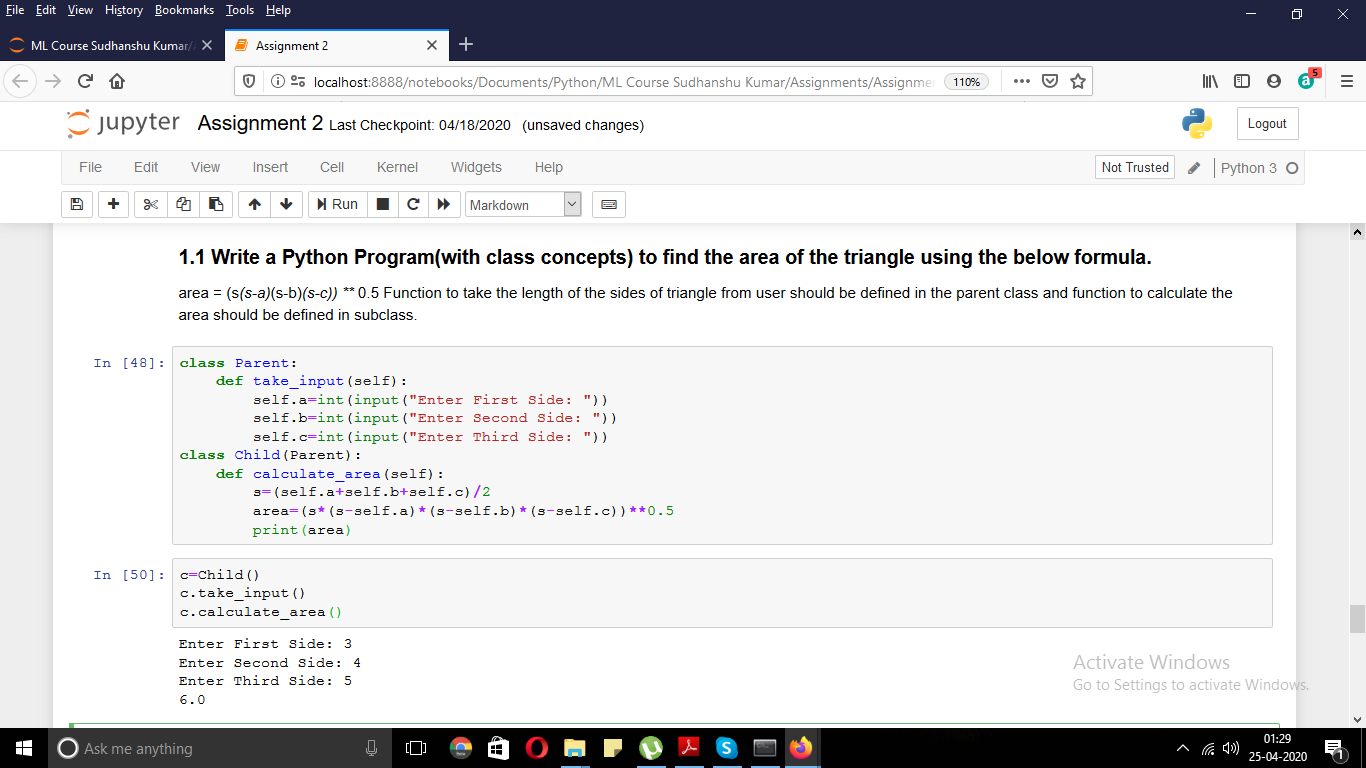 File Edit View History Bookmarks Tools Help
ML Course Sudhanshu Kumar/
Assignment 2
localhost:8888/notebooks/Documents/Python/ML Course Sudhanshu Kumar/Assignments/Assignme
110%
5
jupyter Assignment 2 Last Checkpoint: 04/18/2020 (unsaved changes)
Logout
File Edit View Insert Cell Kernel Widgets Help
Not Trusted
Python 3
Run
Markdown
1.1 Write a Python Program(with class concepts) to find the area of the triangle using the below formula.
area = (s(s-a)(s-b)(s-c)) ** 0.5 Function to take the length of the sides of triangle from user should be defined in the parent class and function to calculate the
area should be defined in subclass.
In [48]: class Parent:
    def take_input(self):
        self.a=int(input("Enter First Side: "))
        self.b=int(input("Enter Second Side: "))
        self.c=int(input("Enter Third Side: "))
class Child(Parent):
    def calculate_area(self):
        s=(self.a+self.b+self.c)/2
        area=(s*(s-self.a)*(s-self.b)*(s-self.c))**0.5
        print(area)
In [50]: c=Child()
c.take_input()
c.calculate_area()
Enter First Side: 3
Enter Second Side: 4
Enter Third Side: 5
6.0
Activate Windows
Go to Settings to activate Windows.
Ask me anything
01:29
25-04-2020
1